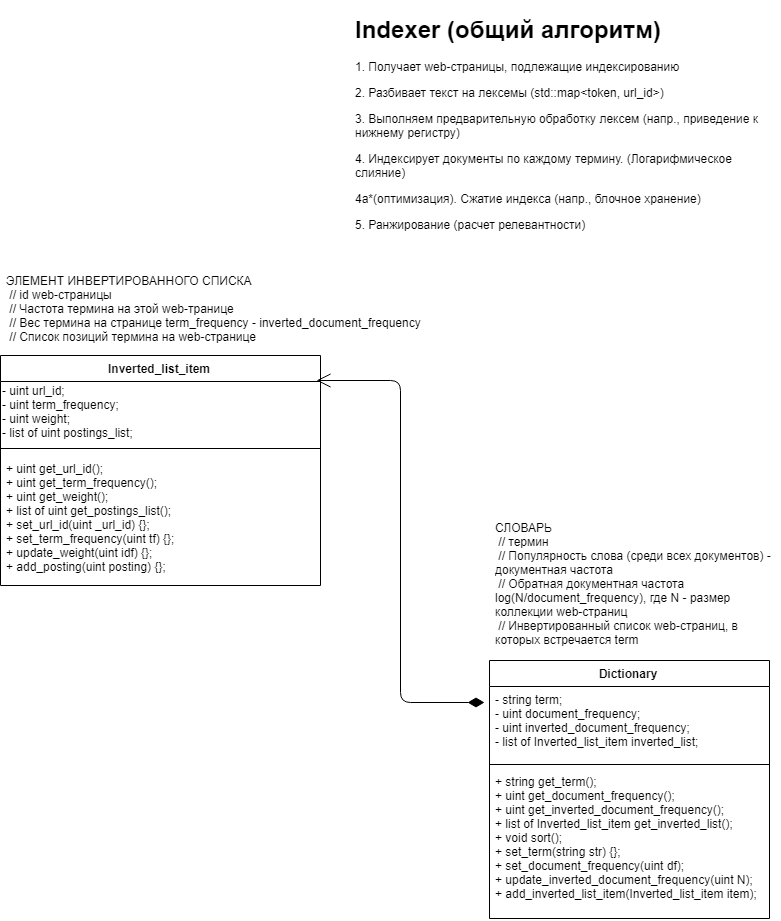 Indexer (общий алгоритм)
1. Получает web-страницы, подлежащие индексированию
2. Разбивает текст на лексемы (std::map<token, url_id>)
3. Выполняем предварительную обработку лексем (напр., приведение к
нижнему регистру)
4. Индексирует документы по каждому термину. (Логарифмическое
слияние)
4а*(оптимизация). Сжатие индекса (напр., блочное хранение)
5. Ранжирование (расчет релевантности)
ЭЛЕМЕНТ ИНВЕРТИРОВАННОГО СПИСКА
// id web-страницы
// Частота термина на этой web-транице
// Вес термина на странице term_frequency - inverted_document_frequency
// Список позиций термина на web-странице
Inverted_list_item
- uint url_id;
- uint term_frequency;
- uint weight;
- list of uint postings_list;
+ uint get_url_id();
+ uint get_term_frequency();
+ uint get_weight();
+ list of uint get_postings_list();
+ set_url_id(uint _url_id) {};
+ set_term_frequency(uint tf) {};
+ update_weight(uint idf) {};
+ add_posting(uint posting) {};
СЛОВАРЬ
// термин
// Популярность слова (среди всех документов) -
документная частота
// Обратная документная частота
log(N/document_frequency), где N - размер
коллекции web-страниц
// Инвертированный список web-страниц, в
которых встречается term
Dictionary
- string term;
- uint document_frequency;
- uint inverted_document_frequency;
- list of Inverted_list_item inverted_list;
+ string get_term();
+ uint get_document_frequency();
+ uint get_inverted_document_frequency();
+ list of Inverted_list_item get_inverted_list();
+ void sort();
+ set_term(string str) {};
+ set_document_frequency(uint df);
+ update_inverted_document_frequency(uint N);
+ add_inverted_list_item(Inverted_list_item item);